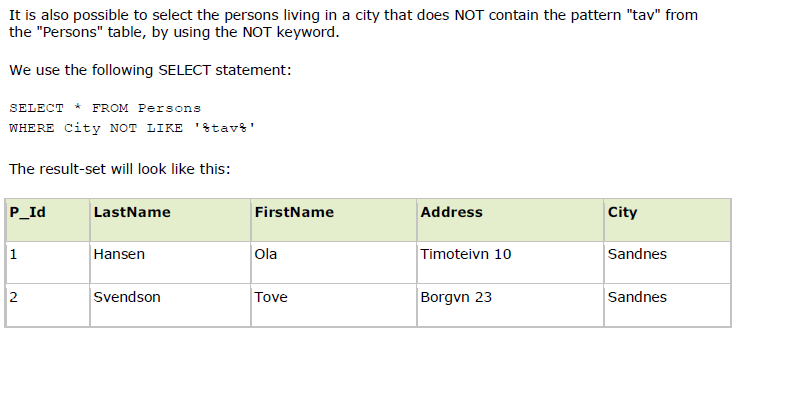 It is also possible to select the persons living in a city that does NOT contain the pattern "tav" from
the "Persons" table, by using the NOT keyword.
We use the following SELECT statement:
SELECT * FROM Persons
WHERE City NOT LIKE '%tav%'
The result-set will look like this:
P_Id LastName FirstName Address City
1 Hansen Ola Timoteivn 10 Sandnes
2 Svendson Tove Borgvn 23 Sandnes